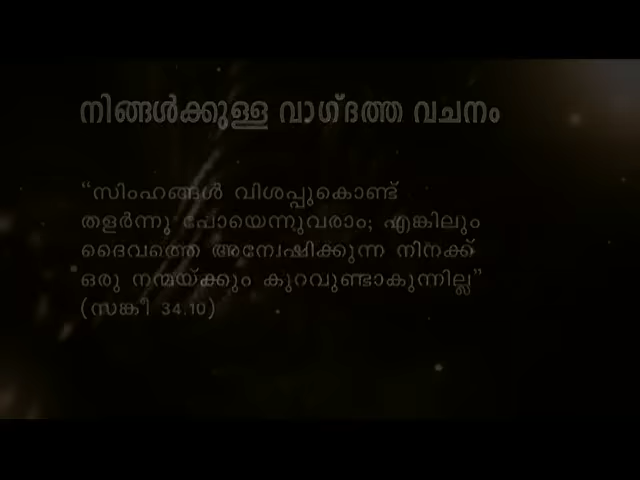 നിങ്ങൾക്കുള്ള വാഗ്ദത്ത വചനം
“സിംഹങ്ങൾ വിശപ്പുകൊണ്ട്
തളർന്നു പോയെന്നുവരാം; എങ്കിലും
ദൈവത്തെ അന്വേഷിക്കുന്ന നിനക്ക്
ഒരു നന്മയ്ക്കും കുറവുണ്ടാകുന്നില്ല”
(സങ്കീ 34.10)